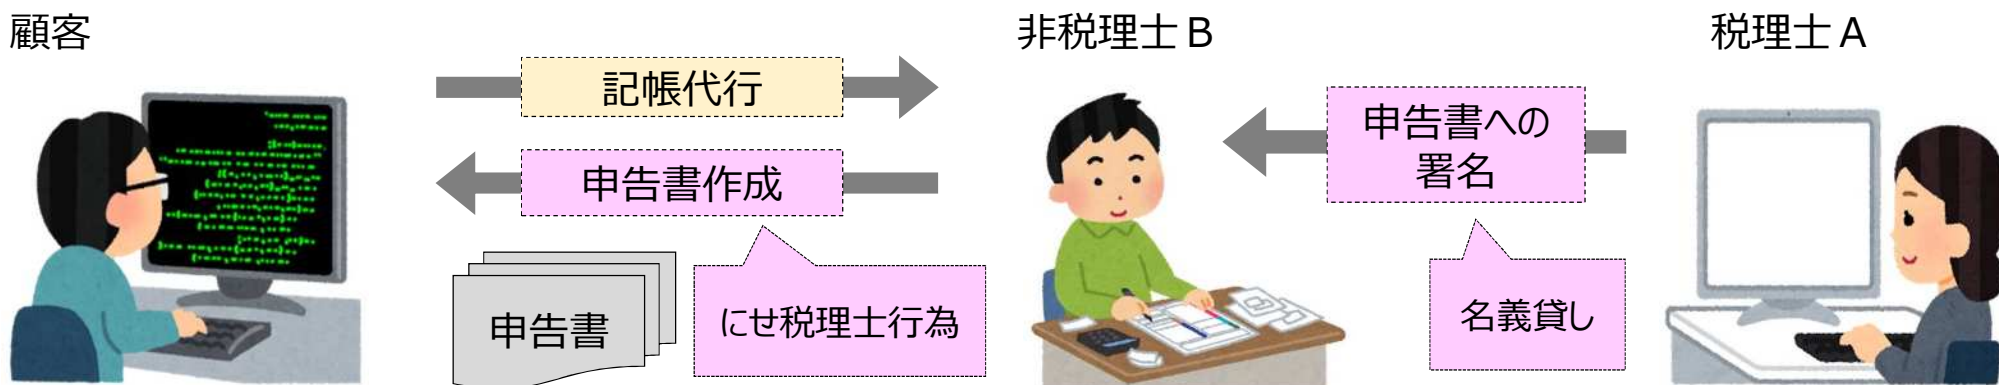 顧客
非税理士B
税理士A
記帳代行
申告書への
署名
申告書作成
申告書
にせ税理士行為
名義貸し